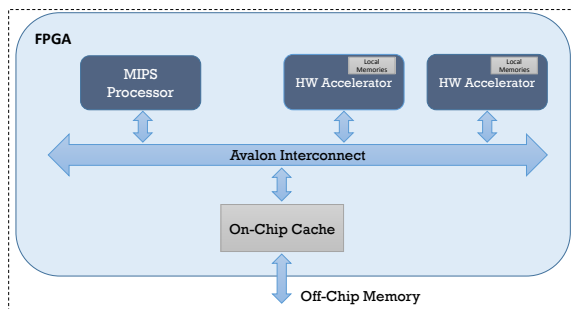 FPGA
MIPS
Processor
Local
Memories
HW Accelerator
Local
Memories
HW Accelerator
Avalon Interconnect
On-Chip Cache
Off-Chip Memory